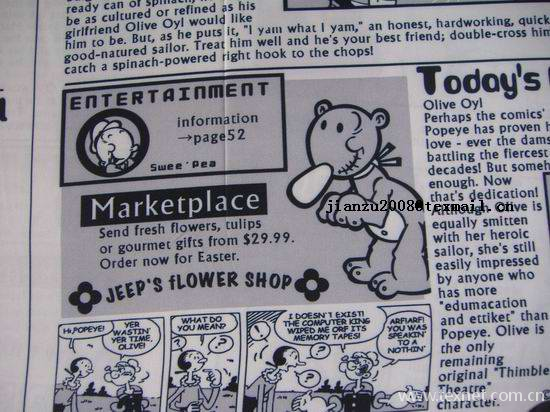 ready can of spinach,
be as cultured or refined as his
girlfriend Olive Oyl would like
him to be. But, as he puts it, "I yam what I yam," an honest, hardworking, quick
good-natured sailor. Treat him well and he's your best friend; double-cross him
catch a spinach-powered right hook to the chops!
ENTERTAINMENT
information
→page52
Swee'Pea
Marketplace
Send fresh flowers, tulips
or gourmet gifts from $29.99.
Order now for Easter.
JEEP'S fLOWER SHOP
Today's
Olive Oyl
Perhaps the comics'
Popeye has proven h
love - ever the dams
battling the fiercest
decades! But someh
enough. Now
that's dedication!
Although Olive is
equally smitten
with her heroic
sailor, she's still
easily impressed
by anyone who
has more
"edumacation
and ettiket" than
Popeye. Olive is
the only
remaining
original "Thimble
Theatre"
character.
jianzu2008@texmail.cn
HI, POPEYE!
YER WASTIN' YER TIME, OLIVE!
WHAT DO YOU MEAN?
?
I DOESN'T EXIST! THE COMPUTER KING WIPED ME ORF ITS MEMORY TAPES!
ARF!ARF! YOU WAS SPEAKIN' TO A NOTHIN'!
www.texnet.com.cn